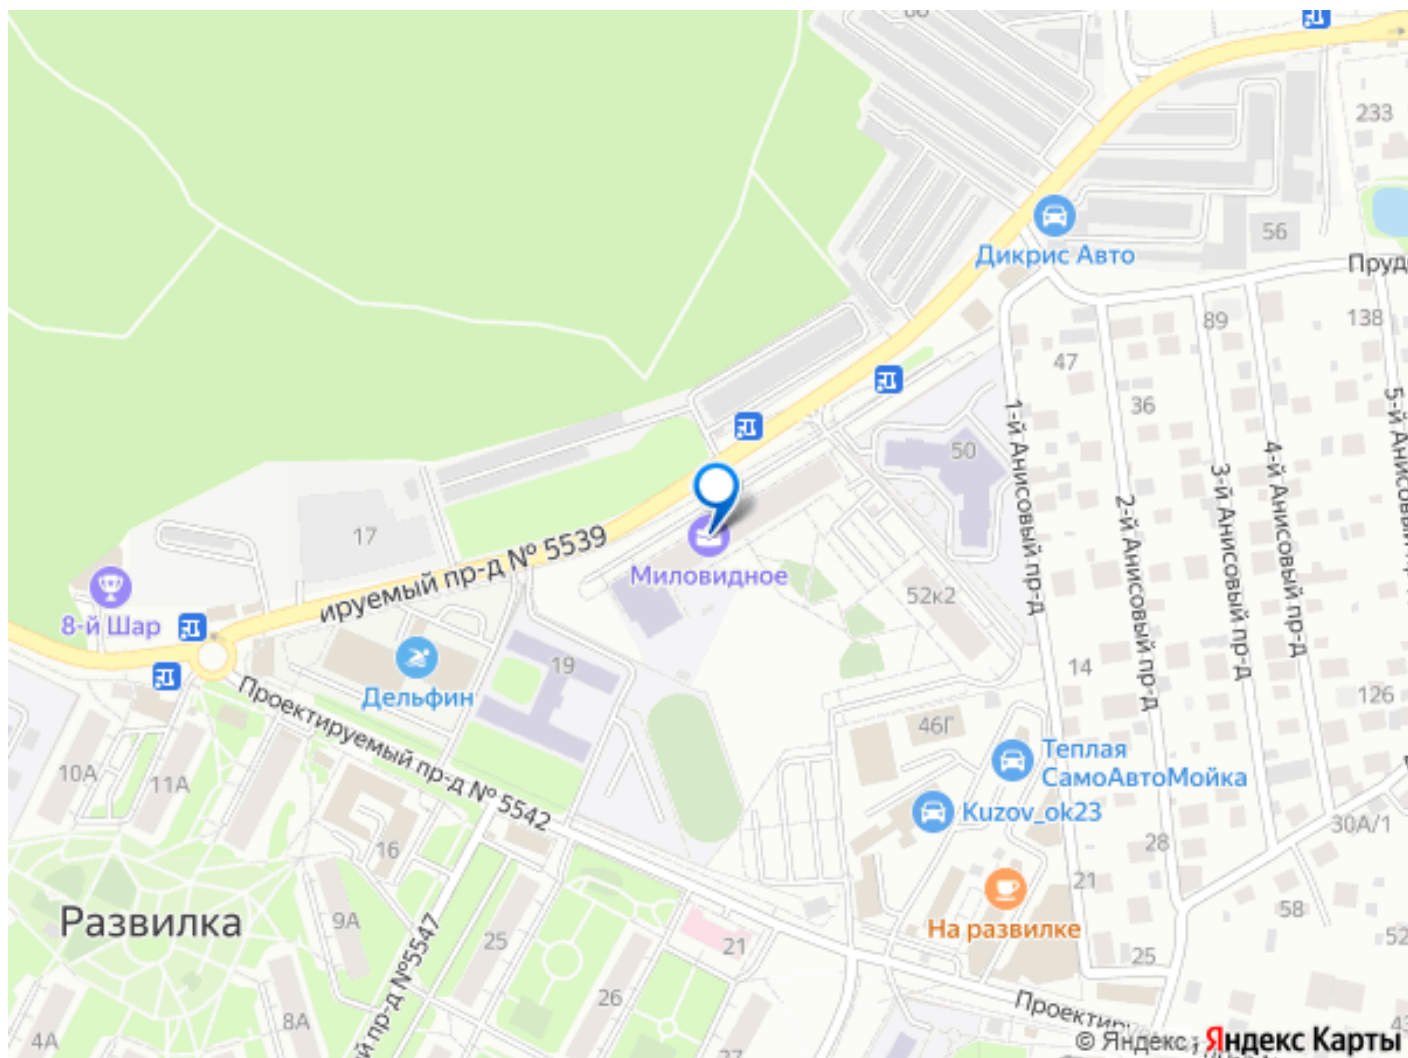 233
56
Дикрис Авто
Пруд
89
138
47
36
1-й Анисовый пр-д
50
2-й Анисовый пр-д
3-й Анисовый пр-д
4-й Анисовый пр-д
17
ируемый пр-д № 5539
Миловидное
52к2
8-й Шар
19
Дельфин
14
126
Проектируемый пр-д № 5542
46Г
Теплая
СамоАвтоМойка
10А
11А
Kuzov_ok23
30А/1
16
28
21
Развилка
9А
й пр-д №5547
25
21
На развилке
58
52
25
26
8А
4А
27
Проектир
© Яндекс
Яндекс Карты